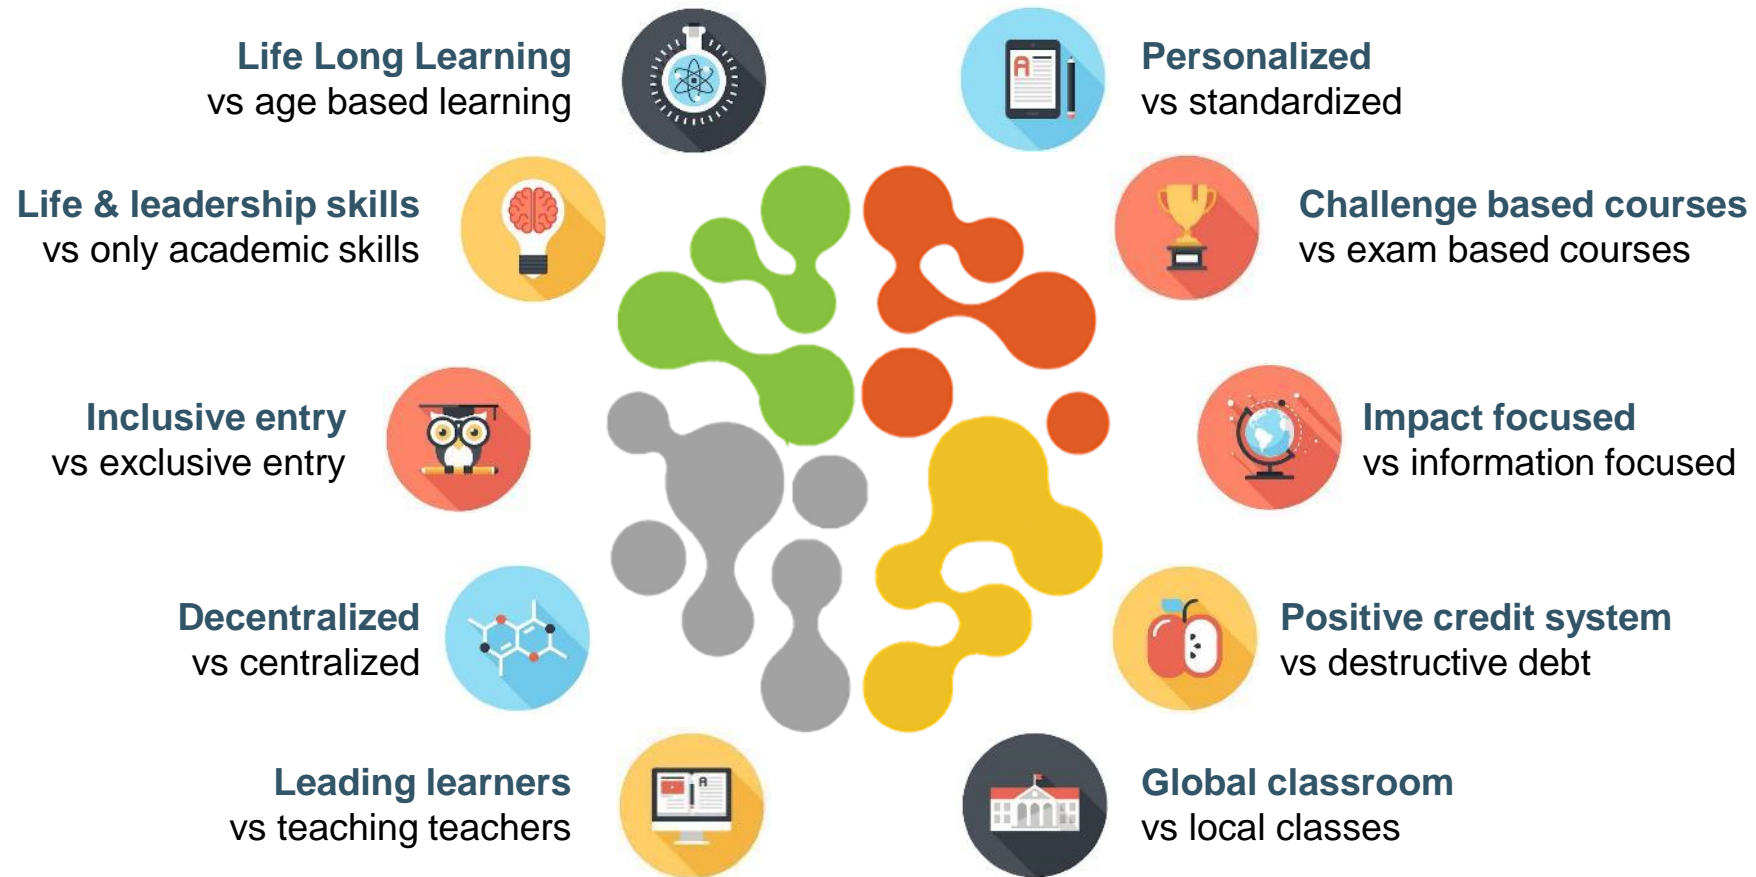 Life Long Learning
vs age based learning
Personalized
vs standardized
Life & leadership skills
vs only academic skills
Challenge based courses
vs exam based courses
Inclusive entry
vs exclusive entry
Impact focused
vs information focused
Decentralized
vs centralized
Positive credit system
vs destructive debt
Leading learners
vs teaching teachers
Global classroom
vs local classes